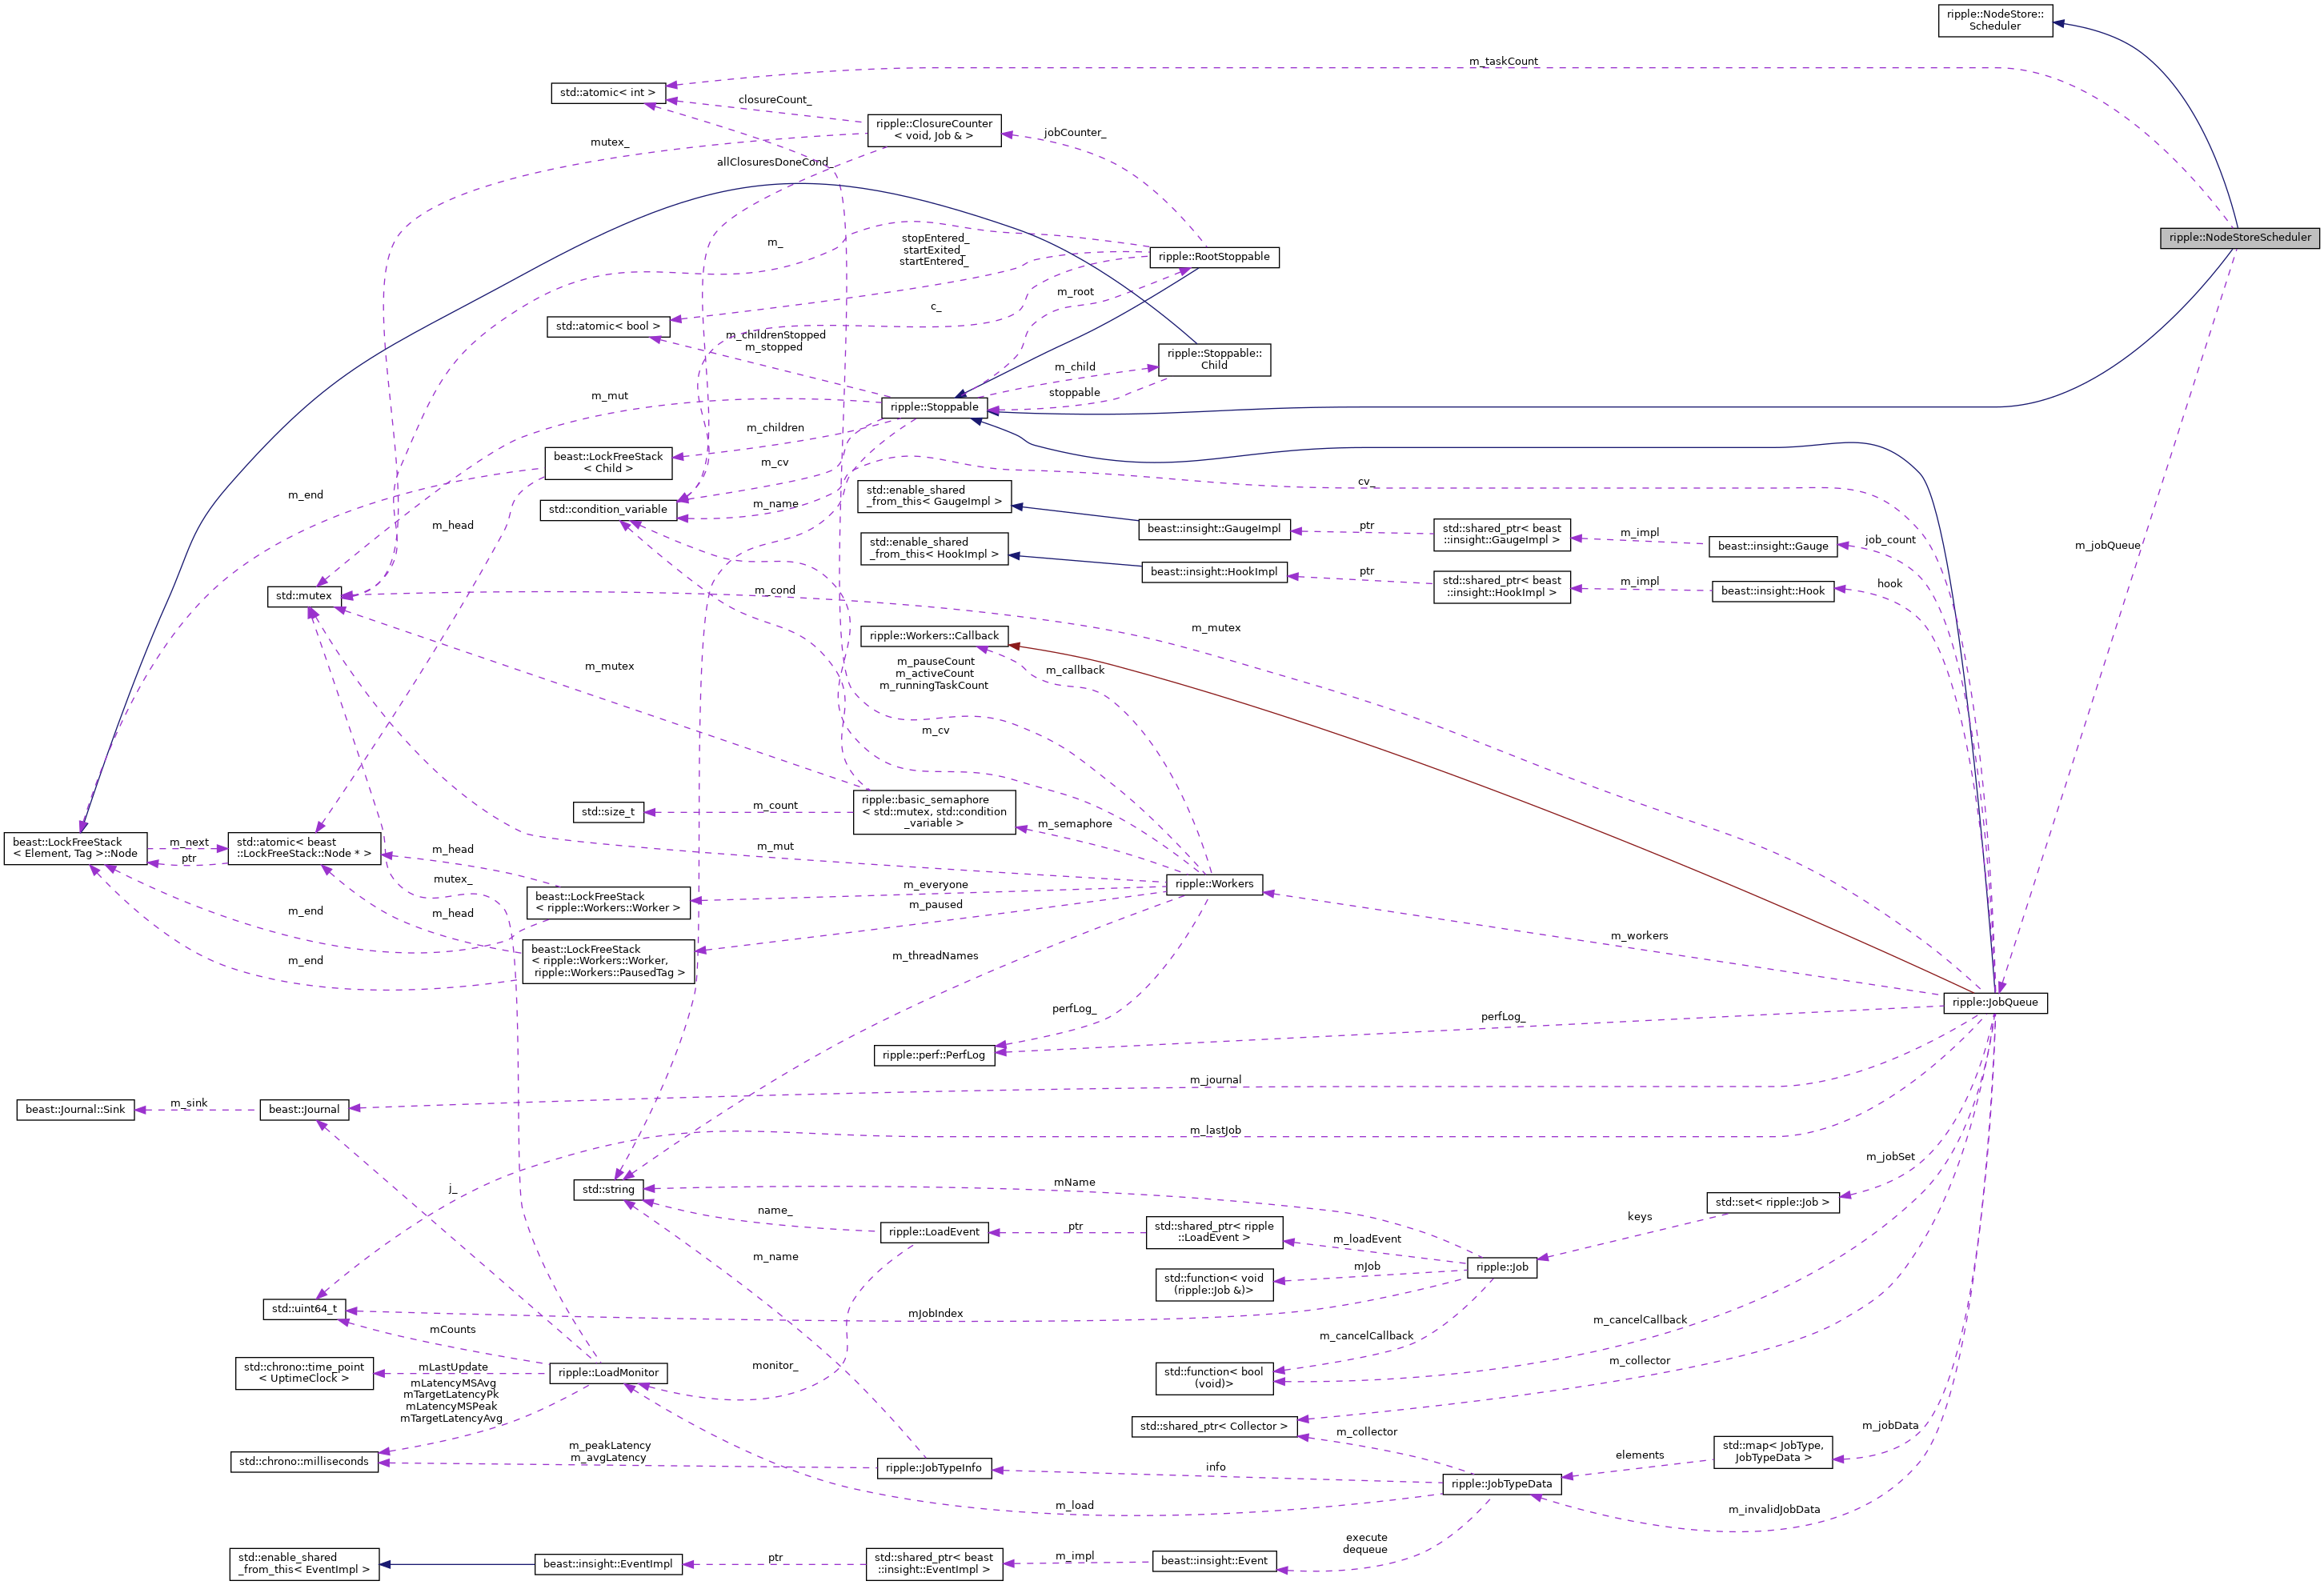 ripple::NodeStore::
Scheduler
m_taskCount
std::atomic< int >
closureCount_
ripple::ClosureCounter
< void, Job & >
jobCounter_
mutex_
allClosuresDoneCond_
ripple::NodeStoreScheduler
m_
stopEntered_
startExited_
startEntered_
ripple::RootStoppable
m_root
c_
std::atomic< bool >
m_childrenStopped
m_stopped
ripple::Stoppable::
Child
m_child
stoppable
m_mut
ripple::Stoppable
m_children
beast::LockFreeStack
< Child >
m_cv
cv_
m_end
std::enable_shared
_from_this< GaugeImpl >
m_name
std::condition_variable
m_head
beast::insight::GaugeImpl
ptr
std::shared_ptr< beast
::insight::GaugeImpl >
m_impl
beast::insight::Gauge
job_count
m_jobQueue
std::enable_shared
_from_this< HookImpl >
beast::insight::HookImpl
ptr
std::shared_ptr< beast
::insight::HookImpl >
m_impl
beast::insight::Hook
hook
std::mutex
m_cond
m_mutex
ripple::Workers::Callback
m_mutex
m_pauseCount
m_activeCount
m_runningTaskCount
m_callback
m_cv
std::size_t
m_count
ripple::basic_semaphore
< std::mutex, std::condition
_variable >
m_semaphore
beast::LockFreeStack
< Element, Tag >::Node
m_next
ptr
std::atomic< beast
::LockFreeStack::Node * >
m_head
m_mut
mutex_
beast::LockFreeStack
< ripple::Workers::Worker >
m_everyone
ripple::Workers
m_paused
m_end
m_head
m_end
beast::LockFreeStack
< ripple::Workers::Worker,
ripple::Workers::PausedTag >
m_threadNames
m_workers
perfLog_
ripple::JobQueue
perfLog_
ripple::perf::PerfLog
m_journal
beast::Journal::Sink
m_sink
beast::Journal
m_lastJob
m_jobSet
j_
std::string
mName
std::set< ripple::Job >
name_
ripple::LoadEvent
ptr
std::shared_ptr< ripple
::LoadEvent >
m_loadEvent
keys
m_name
std::function< void
(ripple::Job &)>
mJob
ripple::Job
std::uint64_t
mJobIndex
mCounts
m_cancelCallback
m_cancelCallback
std::chrono::time_point
< UptimeClock >
mLastUpdate
ripple::LoadMonitor
monitor_
std::function< bool
(void)>
m_collector
mLatencyMSAvg
mTargetLatencyPk
mLatencyMSPeak
mTargetLatencyAvg
std::shared_ptr< Collector >
m_collector
m_jobData
std::chrono::milliseconds
m_peakLatency
m_avgLatency
ripple::JobTypeInfo
info
elements
std::map< JobType,
JobTypeData >
ripple::JobTypeData
m_load
m_invalidJobData
execute
dequeue
std::enable_shared
_from_this< EventImpl >
beast::insight::EventImpl
ptr
std::shared_ptr< beast
::insight::EventImpl >
m_impl
beast::insight::Event